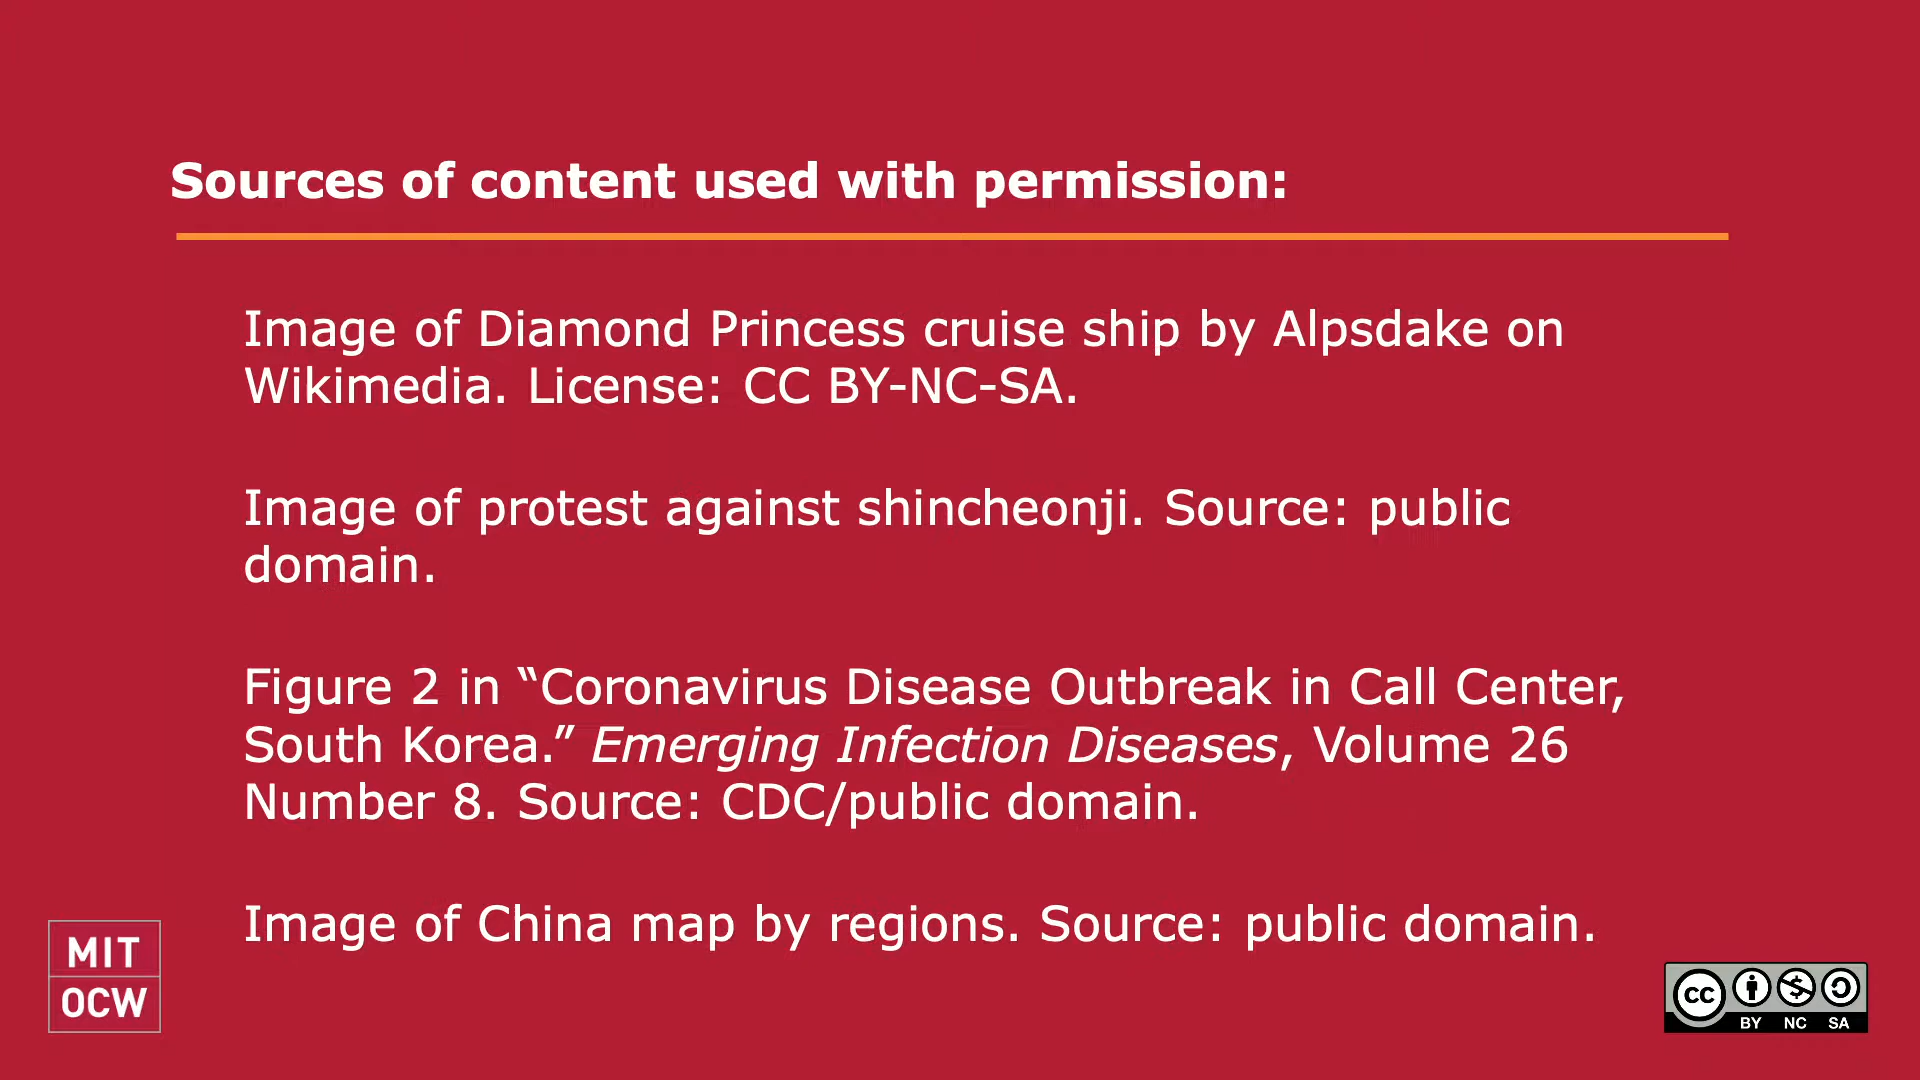 Sources of content used with permission:
Image of Diamond Princess cruise ship by Alpsdake on
Wikimedia. License: CC BY-NC-SA.
Image of protest against shincheonji. Source: public
domain.
Figure 2 in “Coronavirus Disease Outbreak in Call Center,
South Korea.” Emerging Infection Diseases, Volume 26
Number 8. Source: CDC/public domain.
Image of China map by regions. Source: public domain.
MIT
OCW
cc
BY NC SA